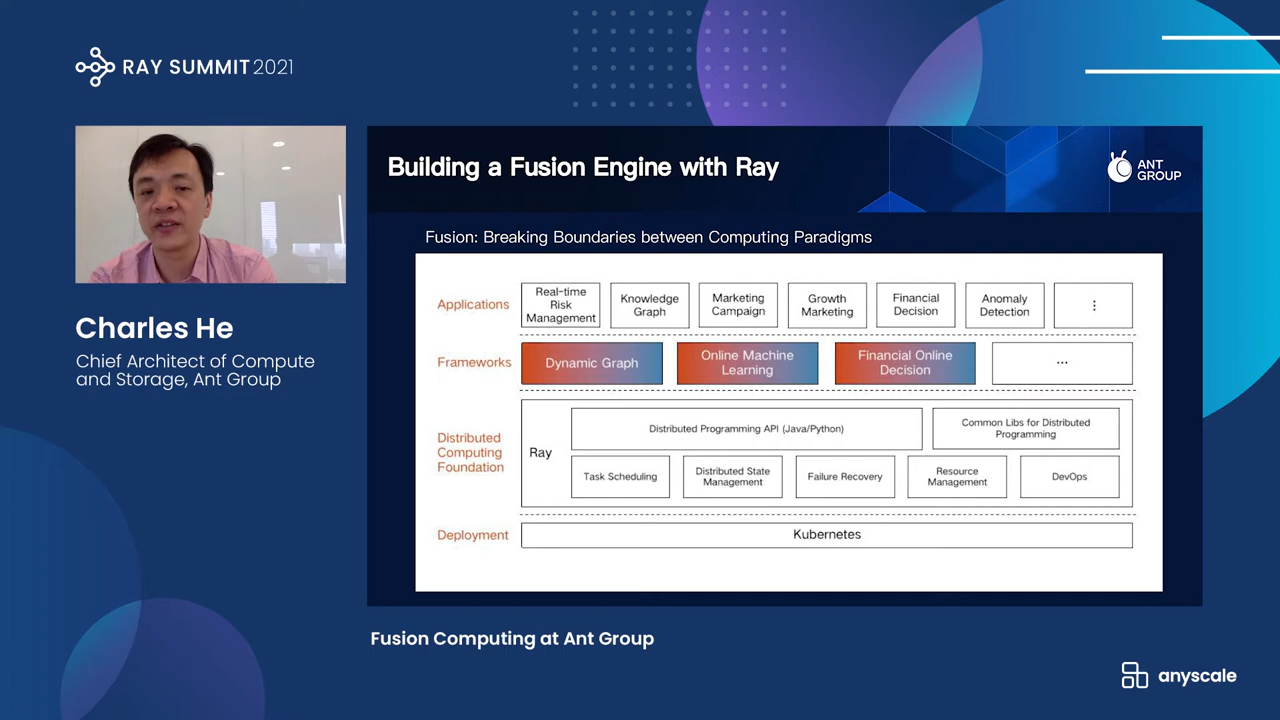 RAY SUMMIT 2021
Charles He
Chief Architect of Compute
and Storage, Ant Group
Building a Fusion Engine with Ray
ANT
GROUP
Fusion: Breaking Boundaries between Computing Paradigms
Applications
Real-time
Risk
Management
Knowledge
Graph
Marketing
Campaign
Growth
Marketing
Financial
Decision
Anomaly
Detection
⋮
Frameworks
Dynamic Graph
Online Machine
Learning
Financial Online
Decision
...
Distributed
Computing
Foundation
Ray
Distributed Programming API (Java/Python)
Common Libs for Distributed
Programming
Task Scheduling
Distributed State
Management
Failure Recovery
Resource
Management
DevOps
Deployment
Kubernetes
Fusion Computing at Ant Group
anyscale